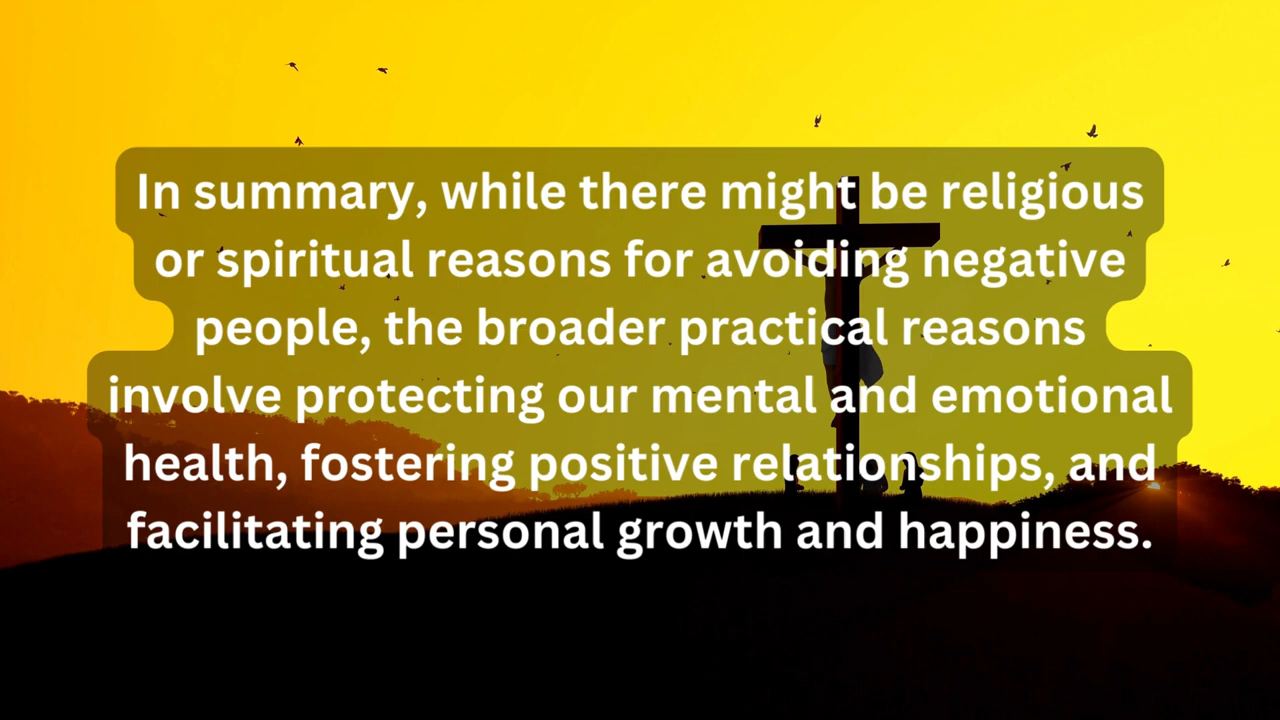 In summary, while there might be religious
or spiritual reasons for avoiding negative
people, the broader practical reasons
involve protecting our mental and emotional
health, fostering positive relationships, and
facilitating personal growth and happiness.